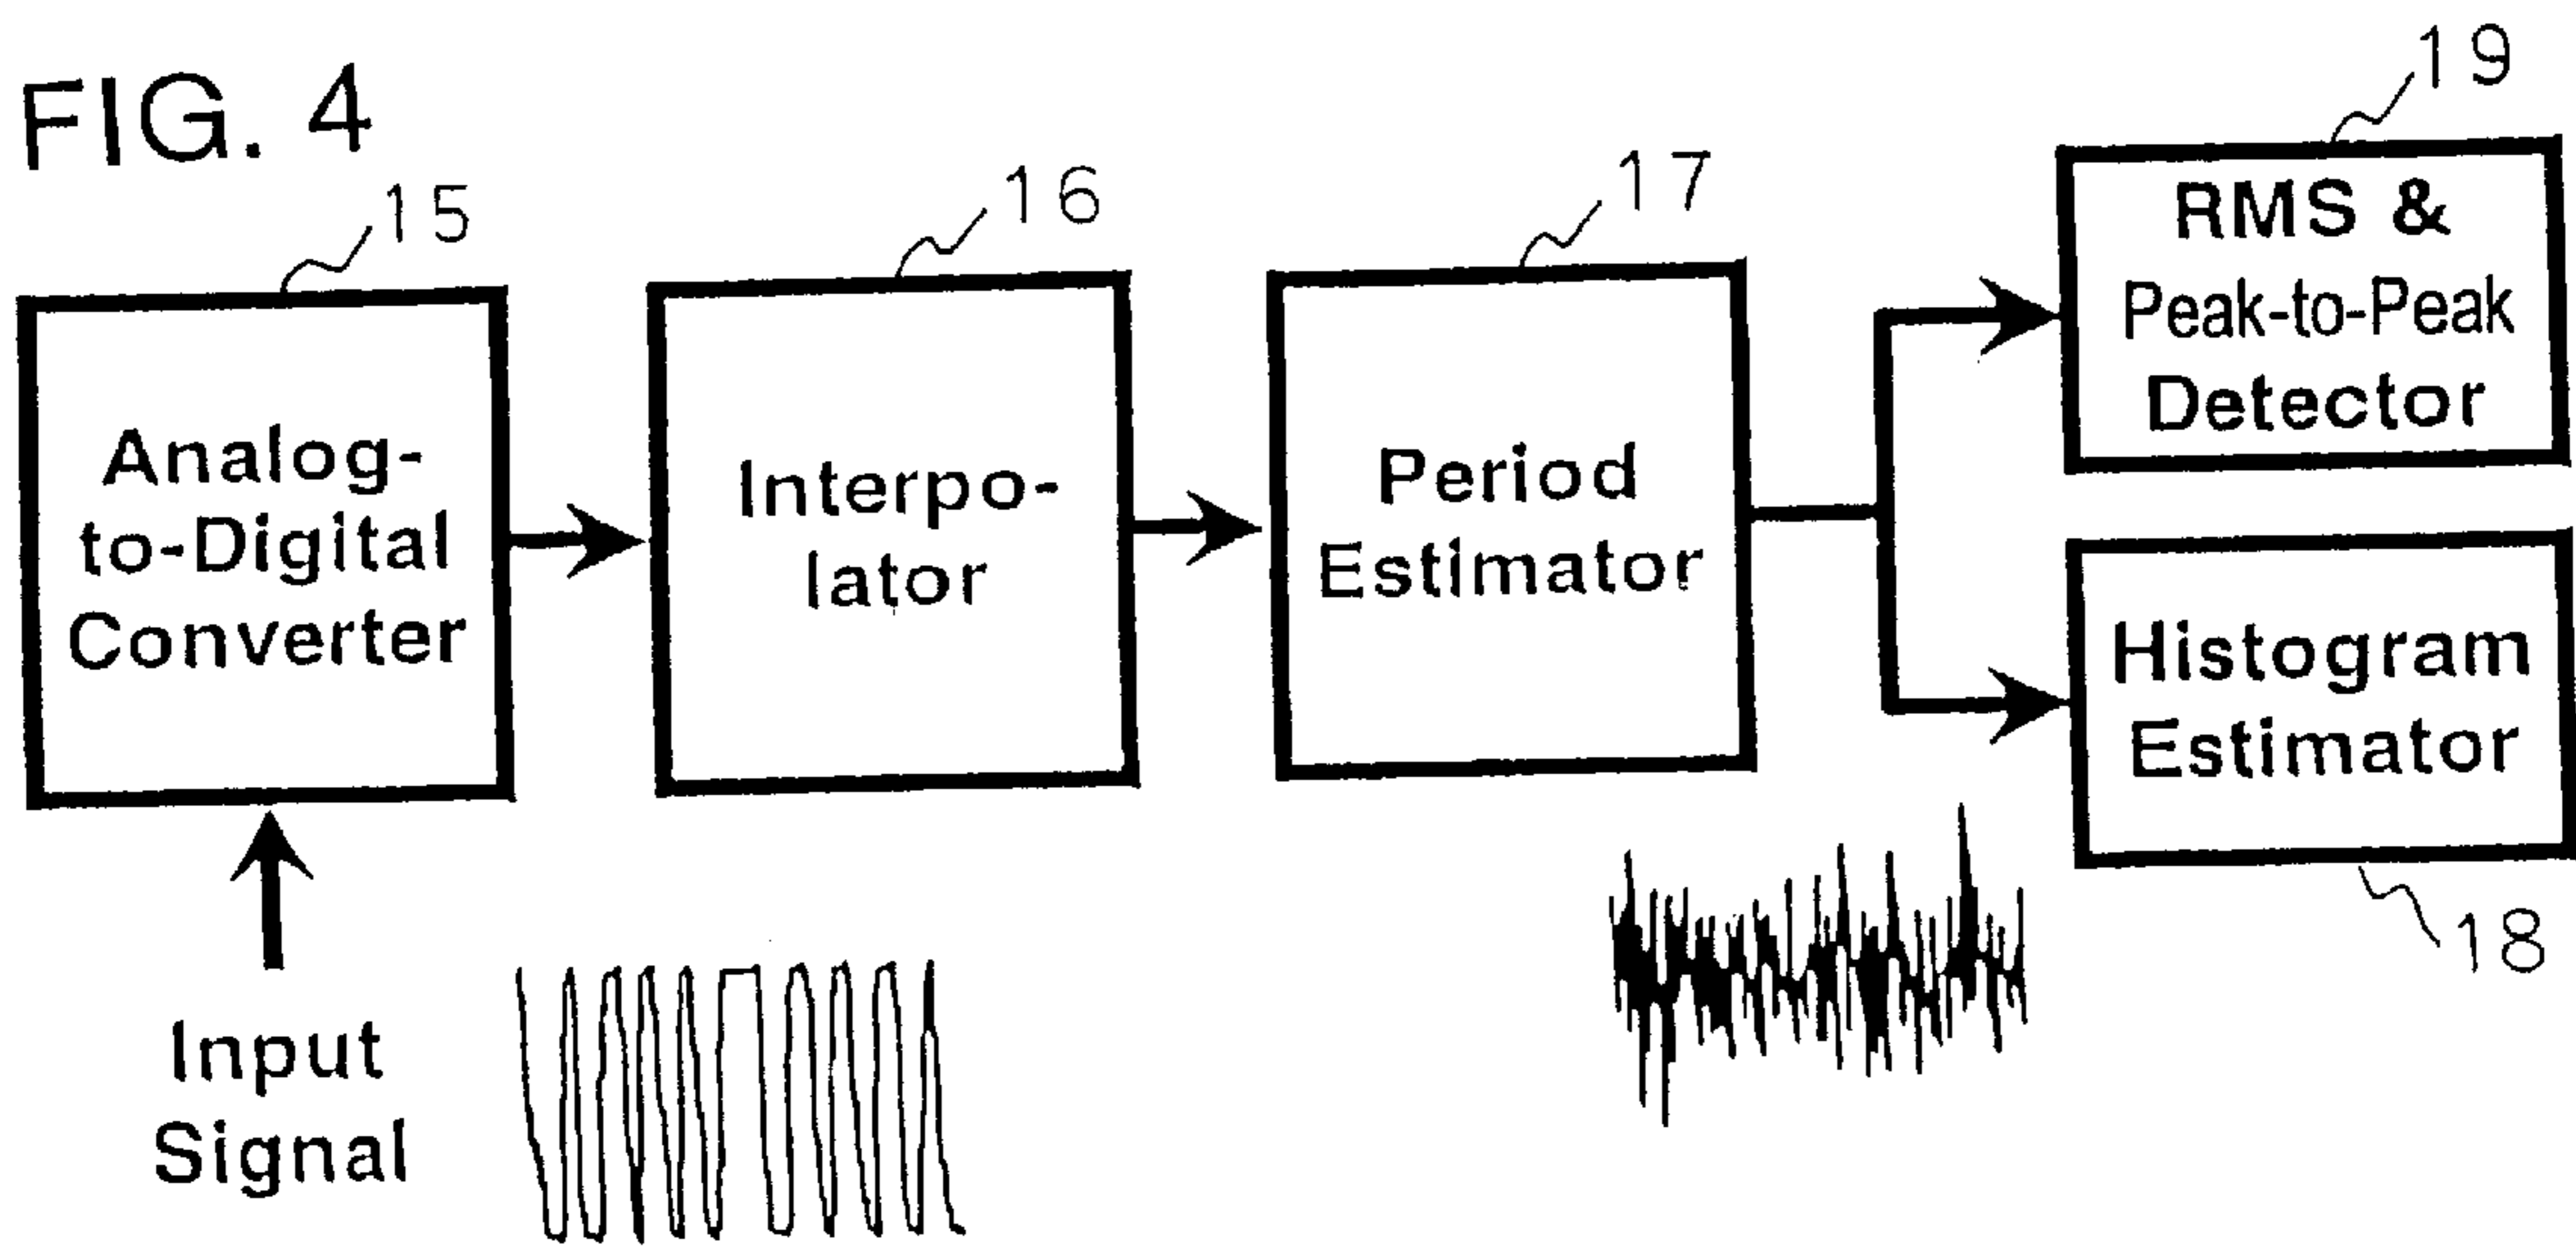 FIG. 4
15
Analog-
to-Digital
Converter
Input
Signal
16
Interpo-
lator
17
Period
Estimator
19
RMS &
Peak-to-Peak
Detector
Histogram
Estimator
18